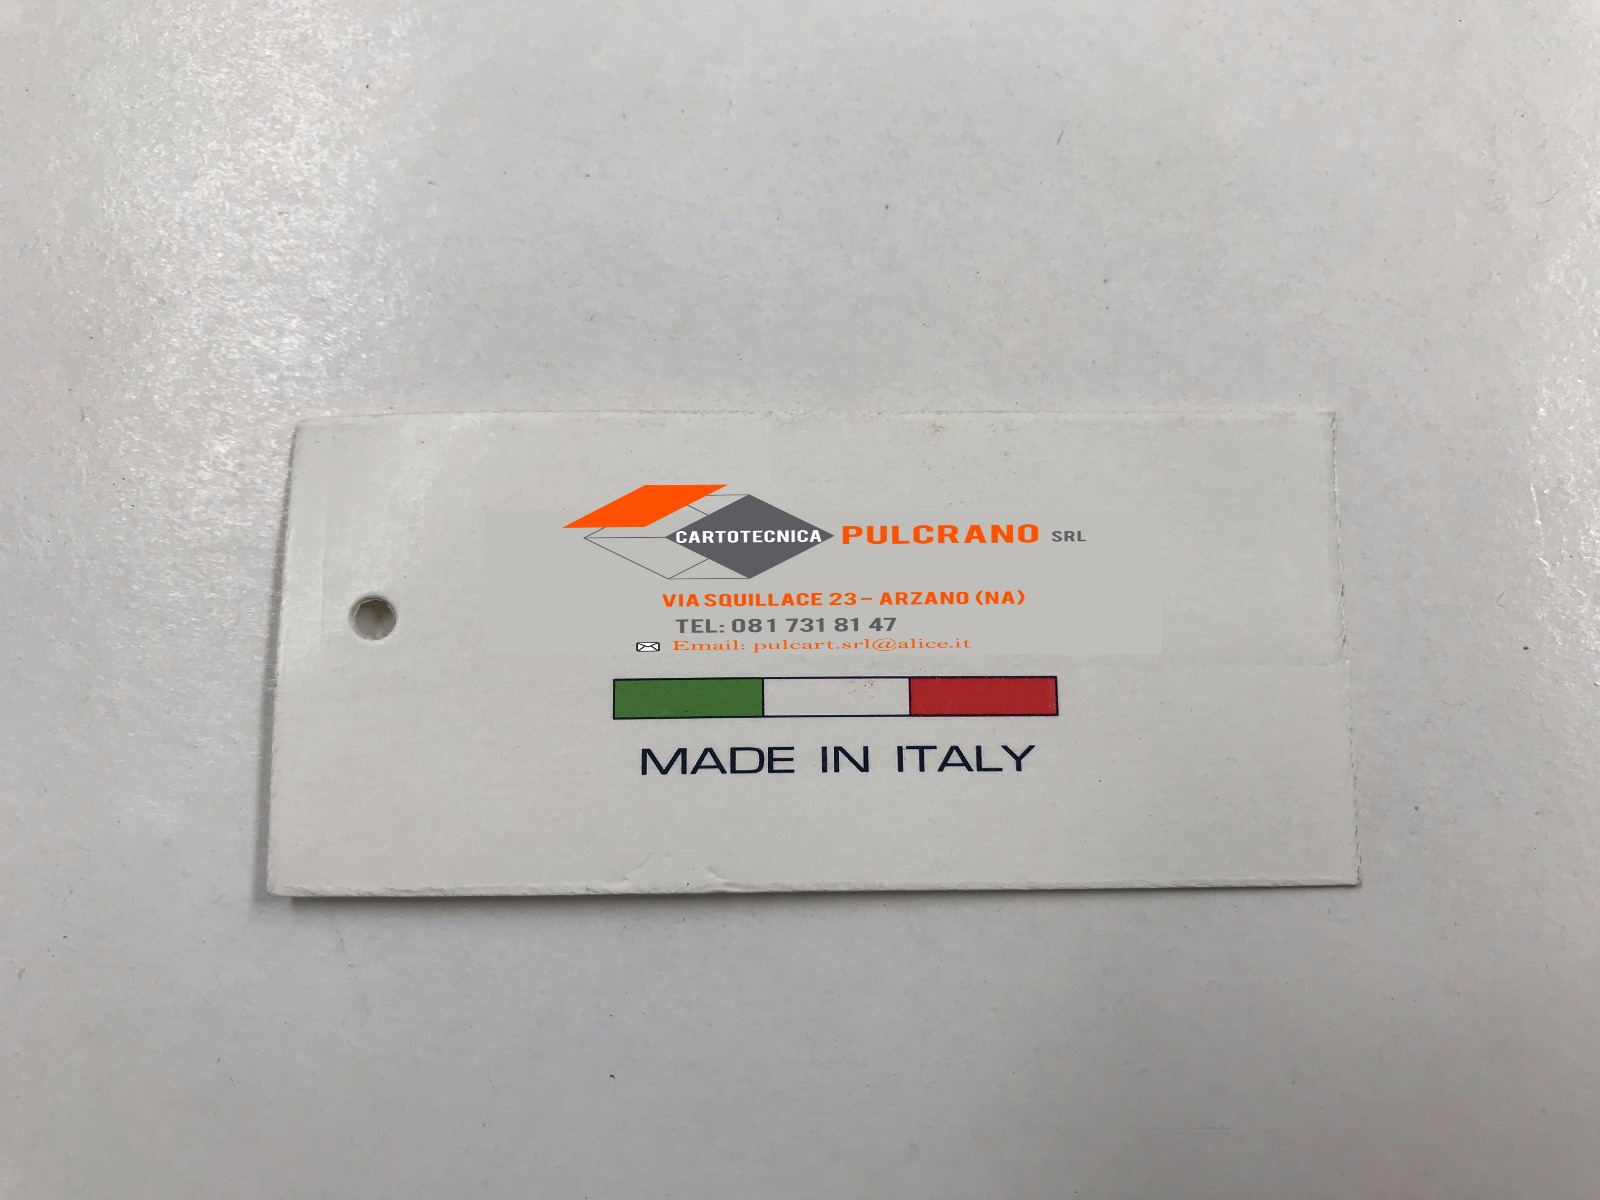 CARTOTECNICA PULCRANO SRL
VIA SQUILLACE 23 - ARZANO (NA)
TEL: 081 731 81 47
Email: pulcart.srl@alice.it
MADE IN ITALY